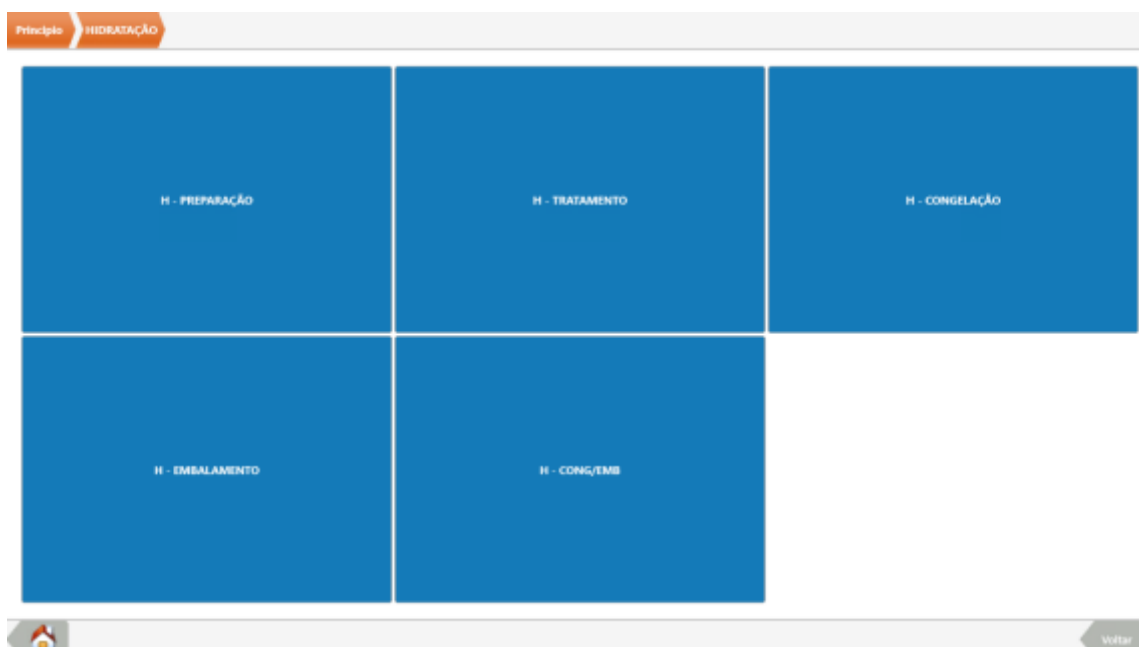 Princípio HIDRATAÇÃO
H - PREPARAÇÃO
H - TRATAMENTO
H - CONGELAÇÃO
H - EMBALAMENTO
H - CONG/EMB
Voltar